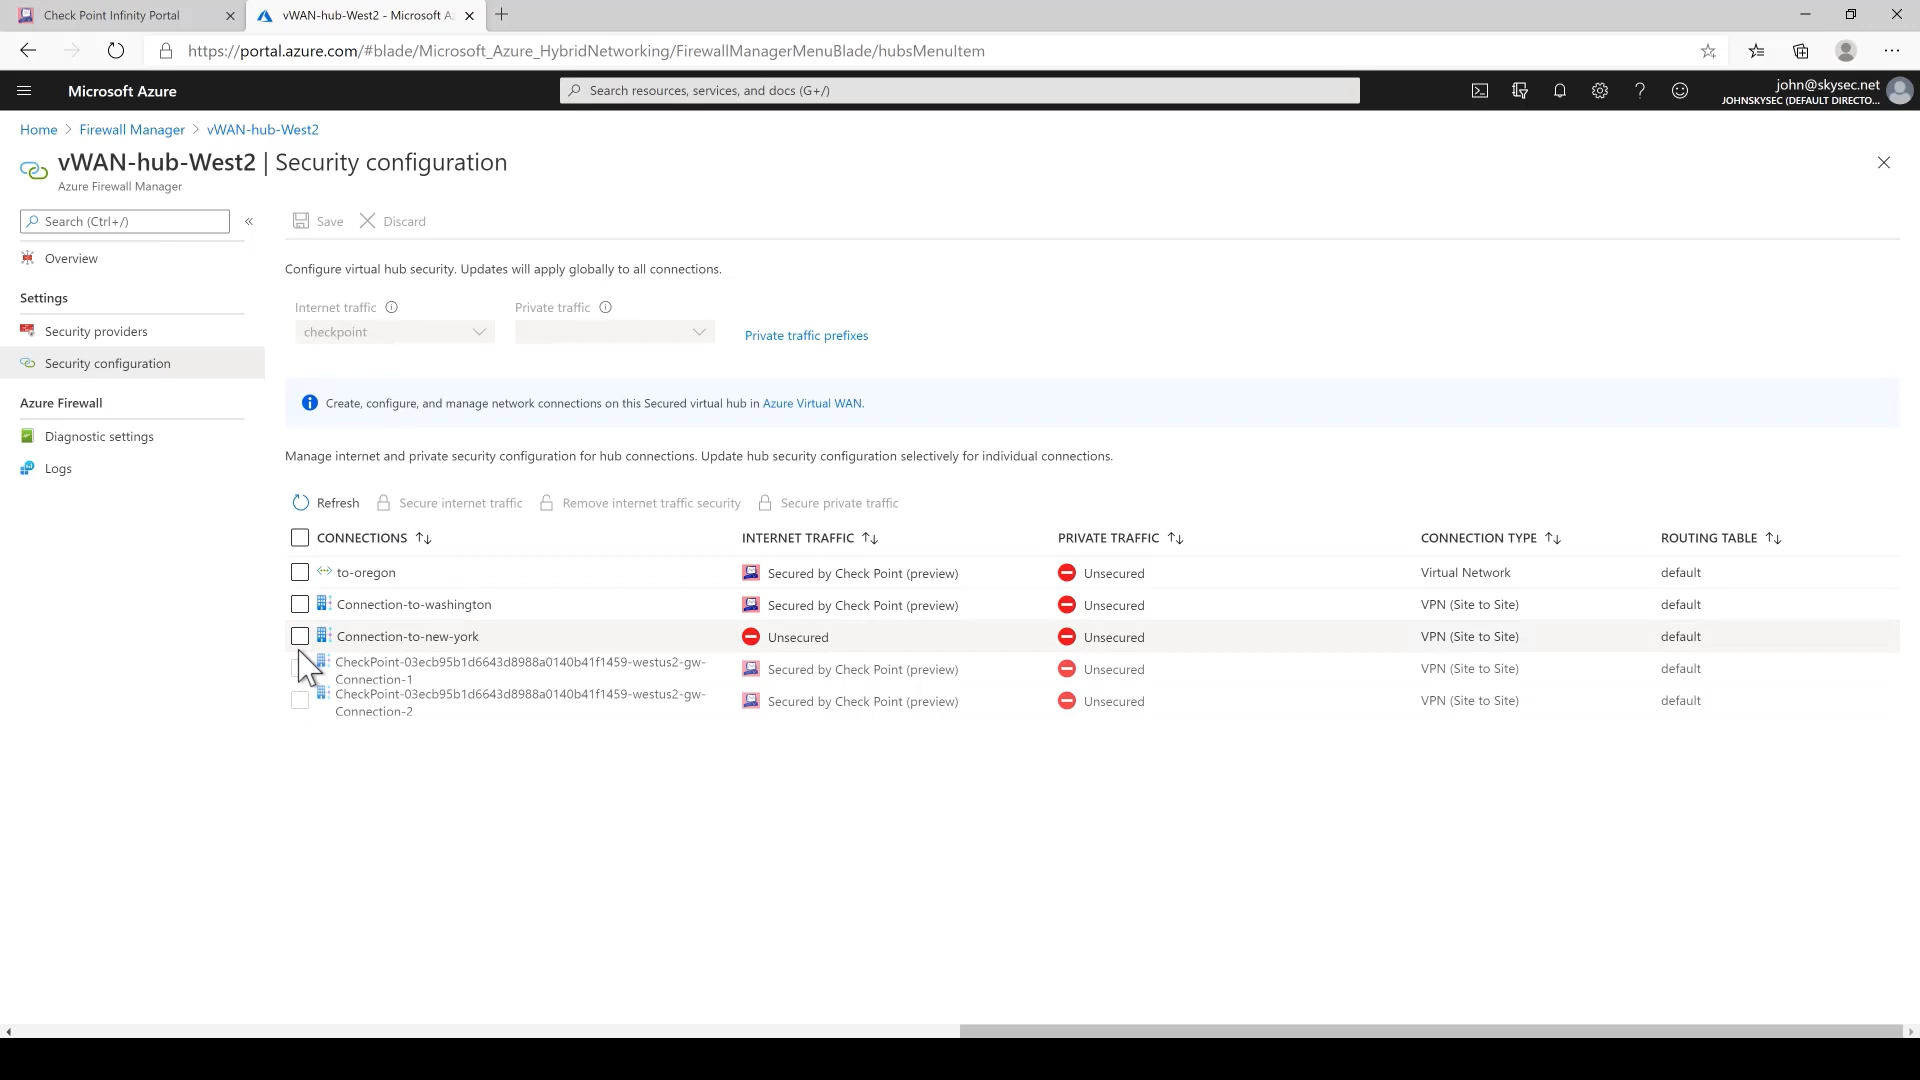 Check Point Infinity Portal
vWAN-hub-West2 - Microsoft Az
https://portal.azure.com/#blade/Microsoft_Azure_HybridNetworking/FirewallManagerMenuBlade/hubsMenuItem
Microsoft Azure
Search resources, services, and docs (G+/)
john@skysec.net
JOHNSKYSEC (DEFAULT DIRECTO...
Home > Firewall Manager > vWAN-hub-West2
vWAN-hub-West2 | Security configuration
Azure Firewall Manager
Search (Ctrl+/)
«
Overview
Settings
Security providers
Security configuration
Azure Firewall
Diagnostic settings
Logs
Save Discard
Configure virtual hub security. Updates will apply globally to all connections.
Internet traffic Private traffic
checkpoint
Private traffic prefixes
Create, configure, and manage network connections on this Secured virtual hub in Azure Virtual WAN.
Manage internet and private security configuration for hub connections. Update hub security configuration selectively for individual connections.
Refresh Secure internet traffic Remove internet traffic security Secure private traffic
CONNECTIONS INTERNET TRAFFIC PRIVATE TRAFFIC CONNECTION TYPE ROUTING TABLE
to-oregon Secured by Check Point (preview) Unsecured Virtual Network default
Connection-to-washington Secured by Check Point (preview) Unsecured VPN (Site to Site) default
Connection-to-new-york Unsecured Unsecured VPN (Site to Site) default
CheckPoint-03ecb95b1d6643d8988a0140b41f1459-westus2-gw-
Connection-1
Secured by Check Point (preview) Unsecured VPN (Site to Site) default
CheckPoint-03ecb95b1d6643d8988a0140b41f1459-westus2-gw-
Connection-2
Secured by Check Point (preview) Unsecured VPN (Site to Site) default